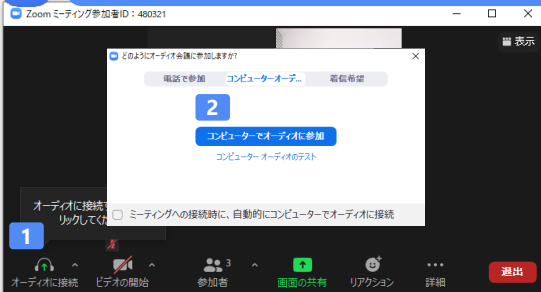 Zoom ミーティング参加者ID：480321
表示
どのようにオーディオ会議に参加しますか?
電話で参加 コンピューターオーデ... 着信希望
2
コンピューターでオーディオに参加
コンピューター オーディオのテスト
ミーティングへの接続時に、自動的にコンピューターでオーディオに接続
オーディオに接続
リックしてくだ
1
3
オーディオに接続 ビデオの開始 参加者 画面の共有 リアクション 詳細 退出